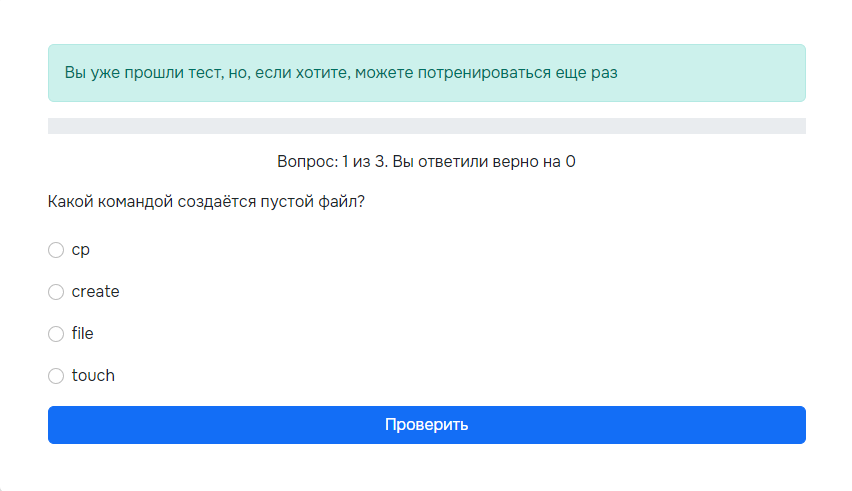 Вы уже прошли тест, но, если хотите, можете потренироваться еще раз
Вопрос: 1 из 3. Вы ответили верно на 0
Какой командой создаётся пустой файл?
cp
create
file
touch
Проверить